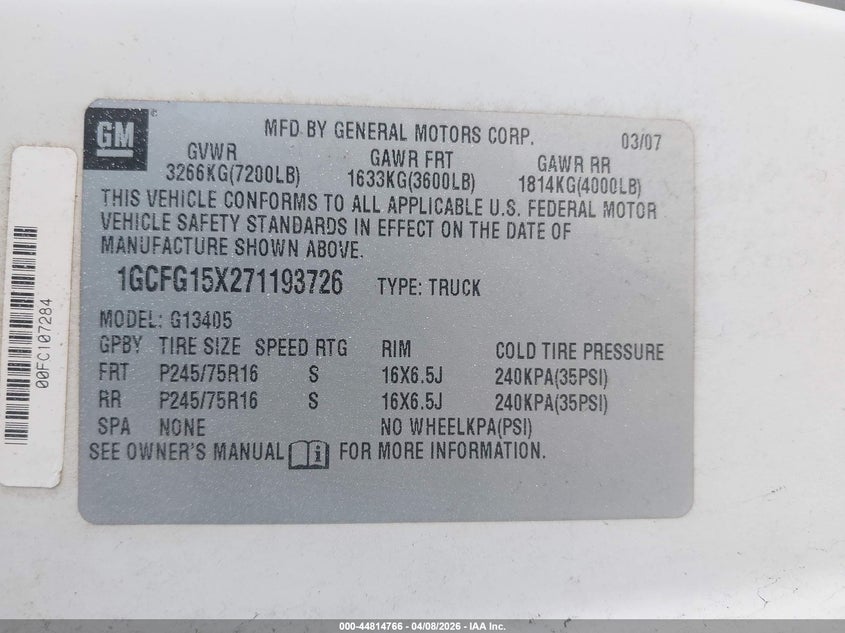 GM
MFD BY GENERAL MOTORS CORP. 03/07
GVWR GAWR FRT GAWR RR
3266KG(7200LB) 1633KG(3600LB) 1814KG(4000LB)
THIS VEHICLE CONFORMS TO ALL APPLICABLE U.S. FEDERAL MOTOR
VEHICLE SAFETY STANDARDS IN EFFECT ON THE DATE OF
MANUFACTURE SHOWN ABOVE.
1GCFG15X271193726 TYPE: TRUCK
MODEL: G13405
GPBY TIRE SIZE SPEED RTG RIM COLD TIRE PRESSURE
FRT P245/75R16 S 16X6.5J 240KPA(35PSI)
RR P245/75R16 S 16X6.5J 240KPA(35PSI)
SPA NONE NO WHEELKPA(PSI)
SEE OWNER'S MANUAL i FOR MORE INFORMATION.
00FC107284
000-44814766 - 04/08/2026 - IAA Inc.